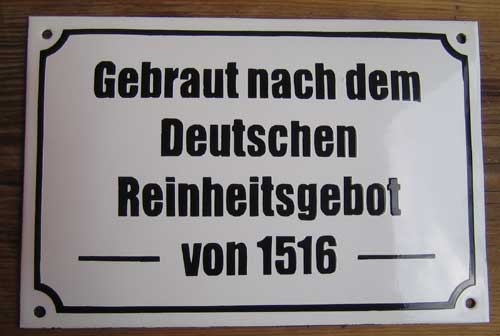 Gebraut nach dem
Deutschen
Reinheitsgebot
von 1516